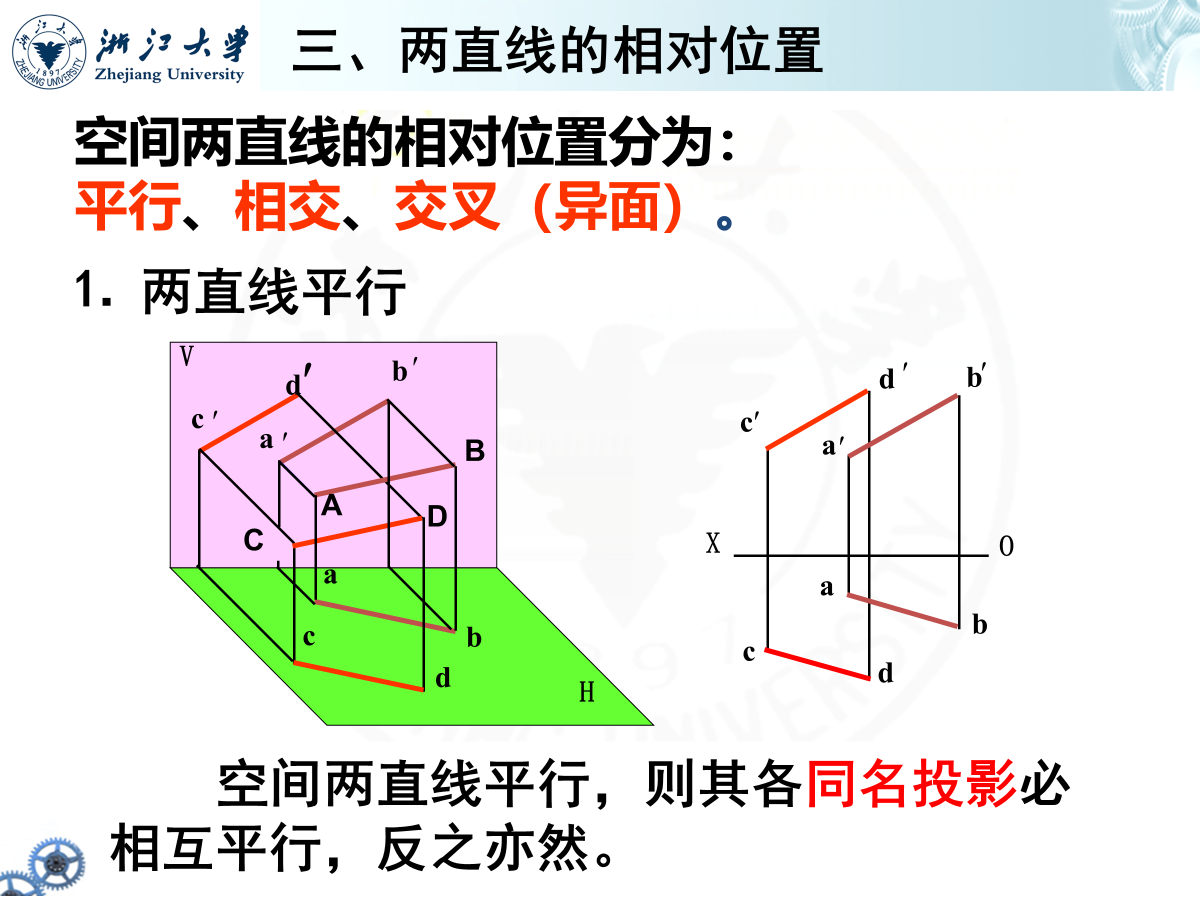 浙江大学
Zhejiang University
ZHEJIANG UNIVERSITY
1897
三、两直线的相对位置
空间两直线的相对位置分为：
平行、相交、交叉（异面）。
1. 两直线平行
V
d′
b′
c′
a′
B
A
D
C
a
c
b
d
H
d′
b′
c′
a′
X
O
a
b
c
d
空间两直线平行，则其各同名投影必
相互平行，反之亦然。